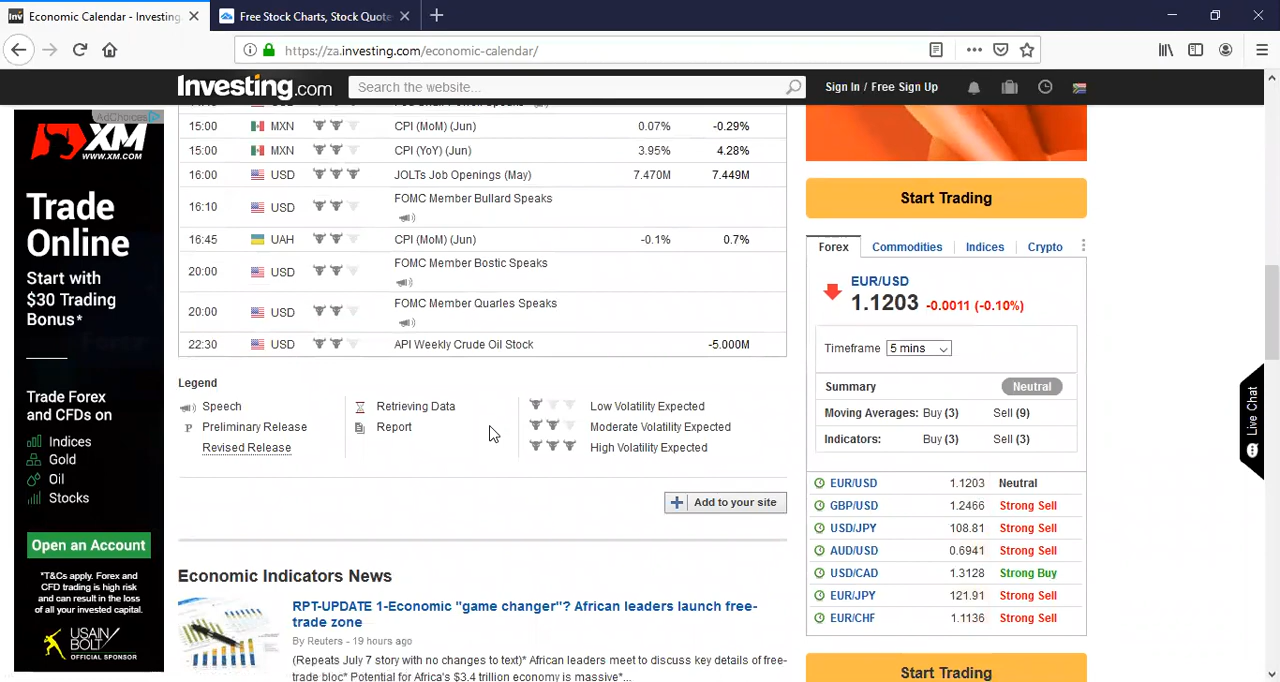 Economic Calendar - Investing.
Free Stock Charts, Stock Quote
https://za.investing.com/economic-calendar/
Investing.com
Search the website...
Sign In / Free Sign Up
AdChoices
XM
WWW.XM.COM
Trade
Online
Start with
$30 Trading
Bonus*
Trade Forex
and CFDs on
Indices
Gold
Oil
Stocks
Open an Account
*T&Cs apply. Forex and
CFD trading is high risk
and can result in the loss
of all your invested capital.
USAIN
BOLT
OFFICIAL SPONSOR
15:00 MXN CPI (MoM) (Jun) 0.07% -0.29%
15:00 MXN CPI (YoY) (Jun) 3.95% 4.28%
16:00 USD JOLTs Job Openings (May) 7.470M 7.449M
16:10 USD FOMC Member Bullard Speaks
16:45 UAH CPI (MoM) (Jun) -0.1% 0.7%
20:00 USD FOMC Member Bostic Speaks
20:00 USD FOMC Member Quarles Speaks
22:30 USD API Weekly Crude Oil Stock -5.000M
Legend
Speech Retrieving Data Low Volatility Expected
P Preliminary Release Report Moderate Volatility Expected
Revised Release High Volatility Expected
Add to your site
Economic Indicators News
RPT-UPDATE 1-Economic "game changer"? African leaders launch free-
trade zone
By Reuters - 19 hours ago
(Repeats July 7 story with no changes to text)* African leaders meet to discuss key details of free-
trade bloc* Potential for Africa's $3.4 trillion economy is massive*...
Start Trading
Forex Commodities Indices Crypto
EUR/USD
1.1203 -0.0011 (-0.10%)
Timeframe 5 mins
Summary Neutral
Moving Averages: Buy (3) Sell (9)
Indicators: Buy (3) Sell (3)
EUR/USD 1.1203 Neutral
GBP/USD 1.2466 Strong Sell
USD/JPY 108.81 Strong Sell
AUD/USD 0.6941 Strong Sell
USD/CAD 1.3128 Strong Buy
EUR/JPY 121.91 Strong Sell
EUR/CHF 1.1136 Strong Sell
Start Trading
Live Chat